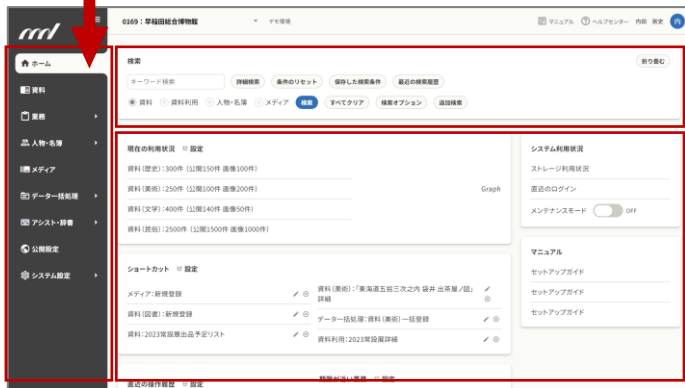 0169：早稲田総合博物館
デモ環境
マニュアル
ヘルプセンター
内田 剛史
内
ホーム
資料
業務
人物・名簿
メディア
データ一括処理
アシスト・辞書
公開設定
システム設定
検索
折り畳む
キーワード検索
詳細検索
条件のリセット
保存した検索条件
最近の検索履歴
資料
資料利用
人物・名簿
メディア
検索
すべてクリア
検索オプション
追加検索
現在の利用状況
設定
資料(歴史):300件 (公開150件 画像100件)
資料(美術):250件 (公開100件 画像200件)
資料(文学):400件 (公開140件 画像50件)
資料(民俗):2500件 (公開1500件 画像1000件)
Graph
システム利用状況
ストレージ利用状況
直近のログイン
メンテナンスモード
OFF
マニュアル
セットアップガイド
セットアップガイド
セットアップガイド
ショートカット
設定
メディア:新規登録
資料(図書):新規登録
資料:2023常設展出品予定リスト
資料(美術):「東海道五拾三次之内 袋井 出茶屋ノ図」
詳細
データ一括処理:資料(美術)一括登録
資料利用:2023常設展詳細
直近の操作履歴
設定
期限が近い業務
設定